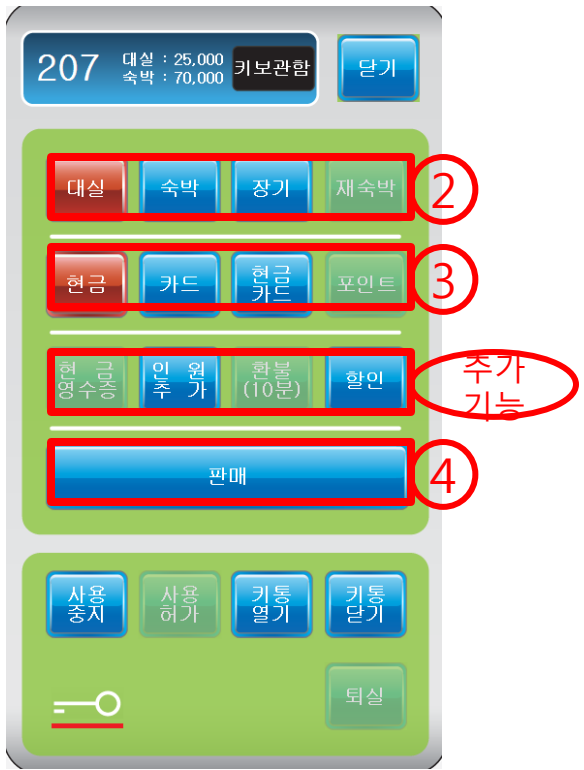 207
대실 : 25,000
숙박 : 70,000
키보관함
닫기
대실
숙박
장기
재숙박
②
현금
카드
현금
카드
포인트
③
현 금
영수증
인 원
추 가
환불
(10분)
할인
추가
기능
판매
④
사용
중지
사용
허가
키통
열기
키통
닫기
퇴실